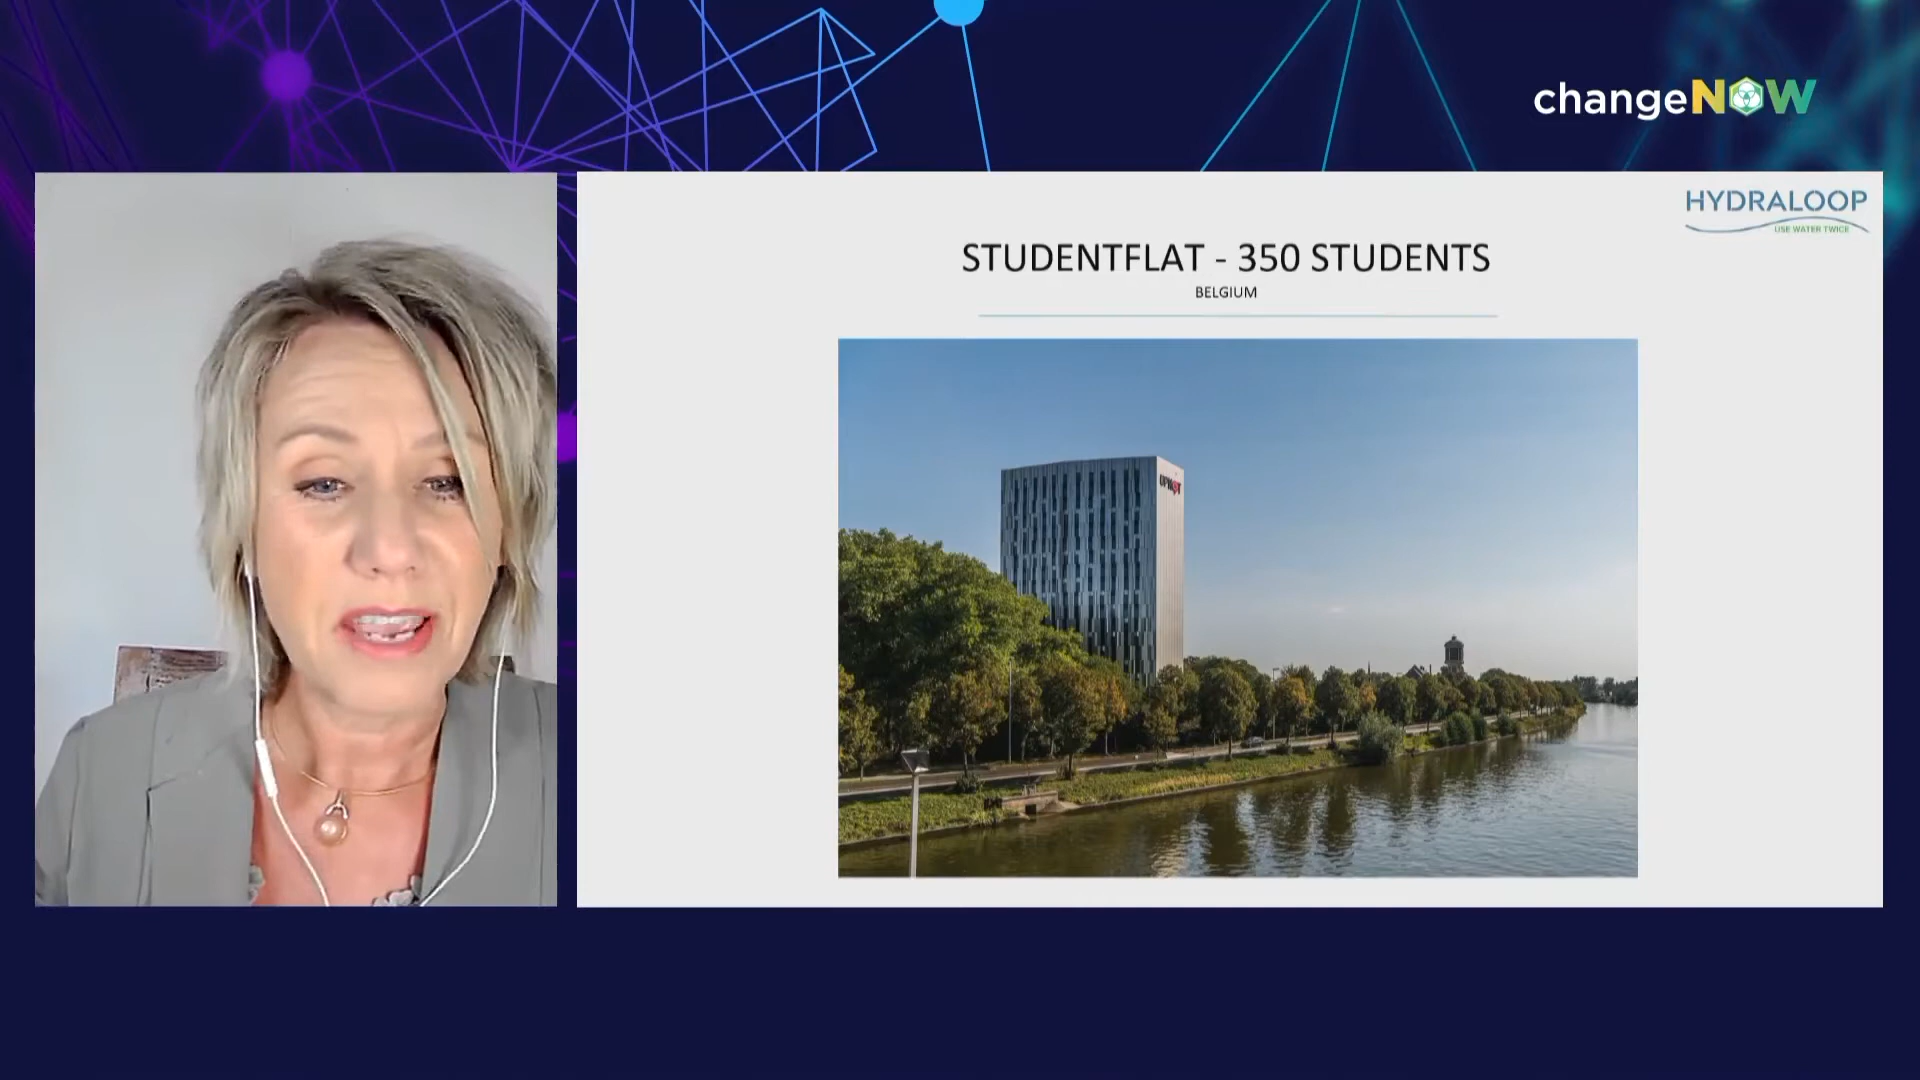 changeNOW
HYDRALOOP
USE WATER TWICE
STUDENTFLAT - 350 STUDENTS
BELGIUM